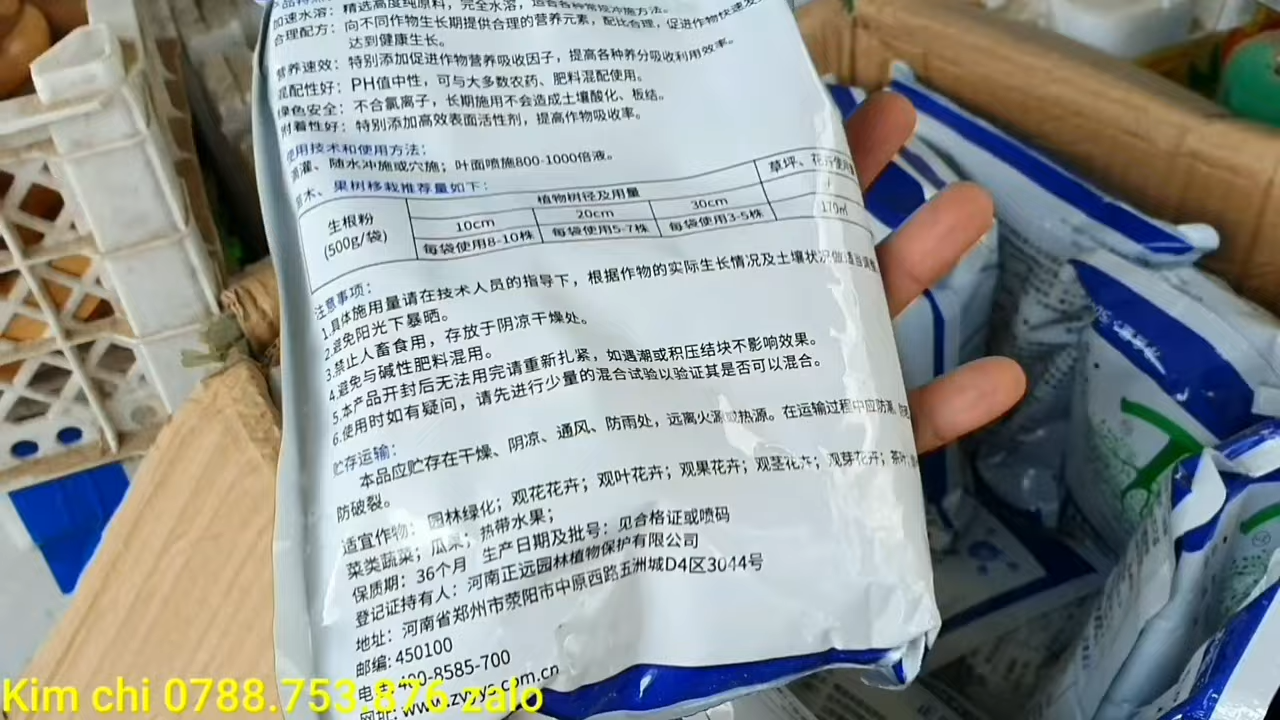 加速水溶：精选高度纯原料，完全水溶，适合各种常规冲施方法。
合理配方：向不同作物生长期提供合理的营养元素，配比合理，促进作物快速发
达到健康生长。
营养速效：特别添加促进作物营养吸收因子，提高各种养分吸收利用效率。
混配性好：PH值中性，可与大多数农药、肥料混配使用。
绿色安全：不含氯离子，长期施用不会造成土壤酸化、板结。
附着性好：特别添加高效表面活性剂，提高作物吸收率。
使用技术和使用方法：
滴灌、随水冲施或穴施；叶面喷施800-1000倍液。
苗木、果树移栽推荐量如下：
生根粉
(500g/袋)
植物树径及用量
草坪、花卉使用
10cm
20cm
30cm
/
每袋使用8-10株
每袋使用5-7株
每袋使用3-5株
170㎡
注意事项：
1.具体施用量请在技术人员的指导下，根据作物的实际生长情况及土壤状况做适当调整
2.避免阳光下暴晒。
3.禁止人畜食用，存放于阴凉干燥处。
4.避免与碱性肥料混用。
5.本产品开封后无法用完请重新扎紧，如遇潮或积压结块不影响效果。
6.使用时如有疑问，请先进行少量的混合试验以验证其是否可以混合。
贮存运输：
本品应贮存在干燥、阴凉、通风、防雨处，远离火源或热源。在运输过程中应防潮
防破裂。
适宜作物：园林绿化；观花花卉；观叶花卉；观果花卉；观茎花卉；观芽花卉；茶叶
菜类蔬菜；瓜果；热带水果；
保质期：36个月 生产日期及批号：见合格证或喷码
登记证持有人：河南正远园林植物保护有限公司
地址：河南省郑州市荥阳市中原西路五洲城D4区3044号
邮编：450100
电话：400-8585-700
网址：www.zyzys.com.cn
Kim chi 0788.753.876 zalo